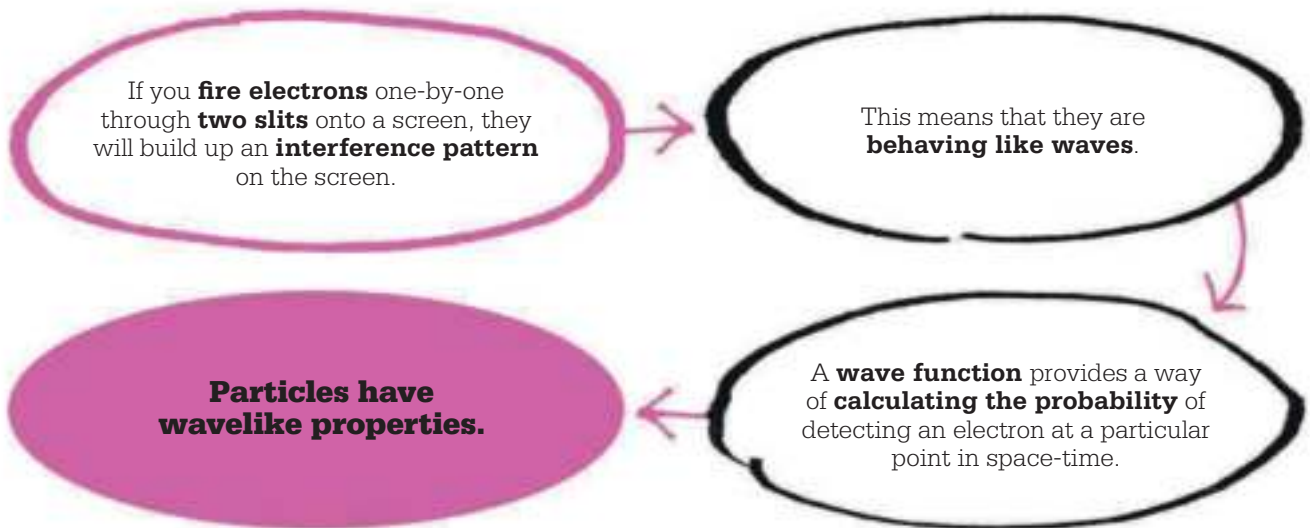 If you fire electrons one-by-one
through two slits onto a screen, they
will build up an interference pattern
on the screen.
This means that they are
behaving like waves.
A wave function provides a way
of calculating the probability of
detecting an electron at a particular
point in space-time.
Particles have
wavelike properties.